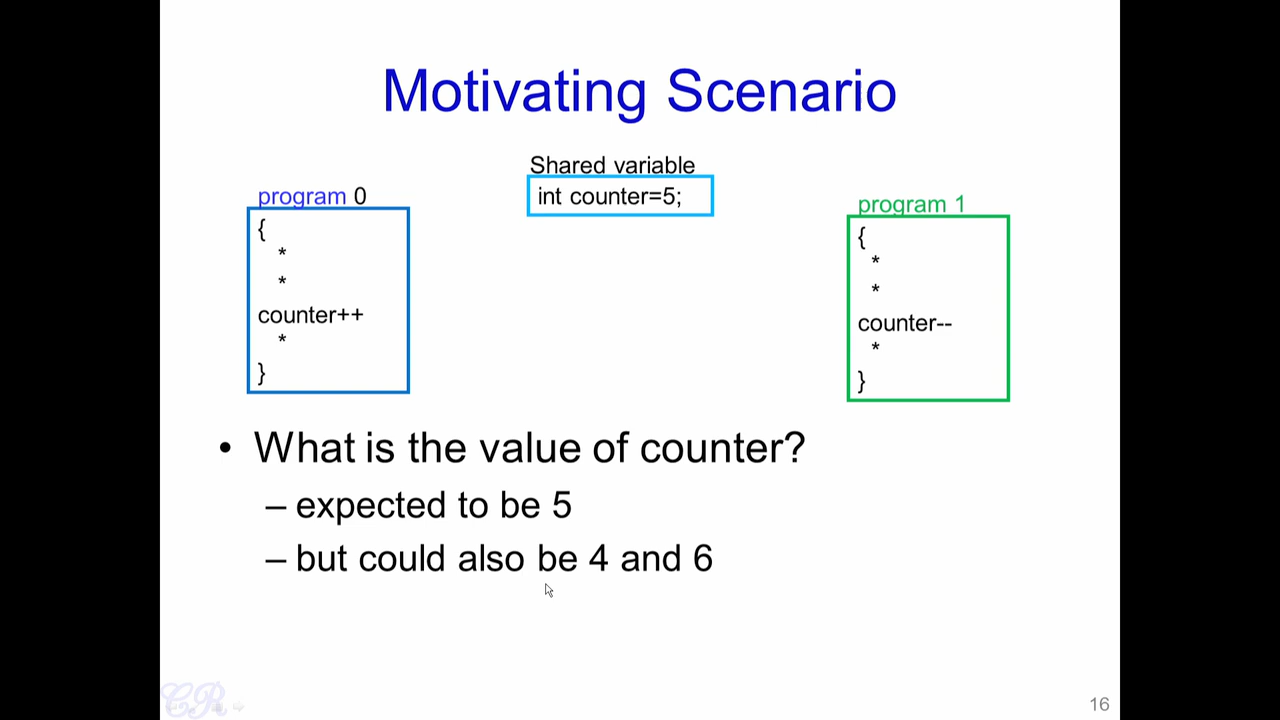 Motivating Scenario
Shared variable
int counter=5;
program 0
{
*
*
counter++
*
}
program 1
{
*
*
counter--
*
}
• What is the value of counter?
– expected to be 5
– but could also be 4 and 6
CR
16